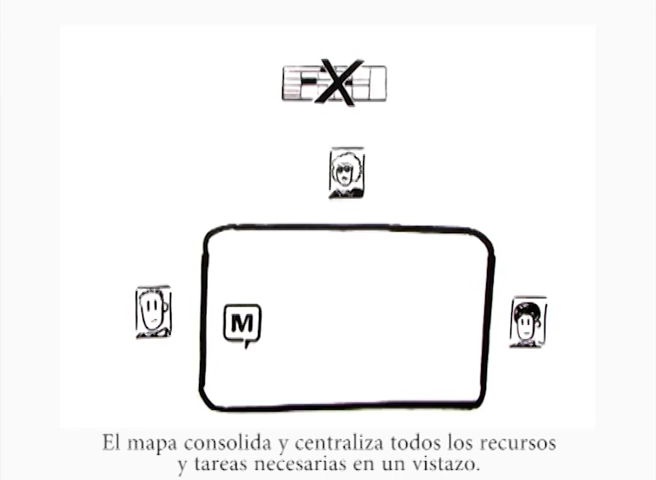 X
M
El mapa consolida y centraliza todos los recursos
y tareas necesarias en un vistazo.